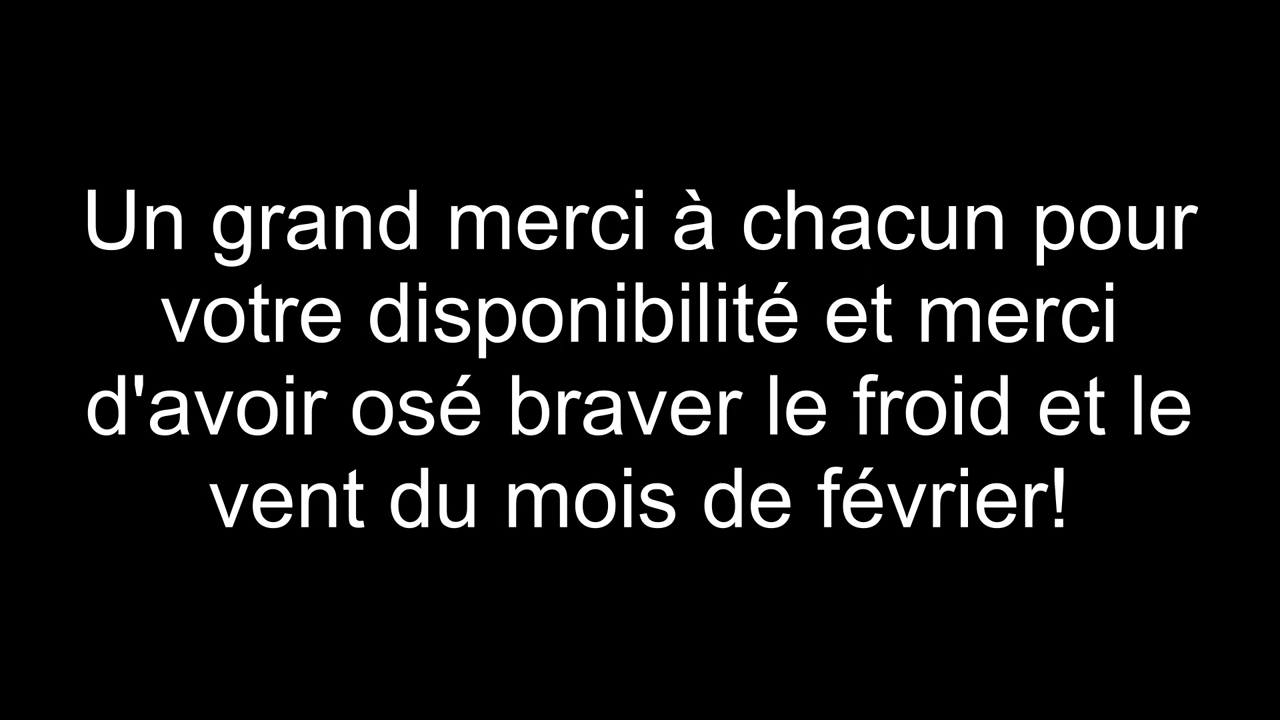 Un grand merci à chacun pour
votre disponibilité et merci
d'avoir osé braver le froid et le
vent du mois de février!